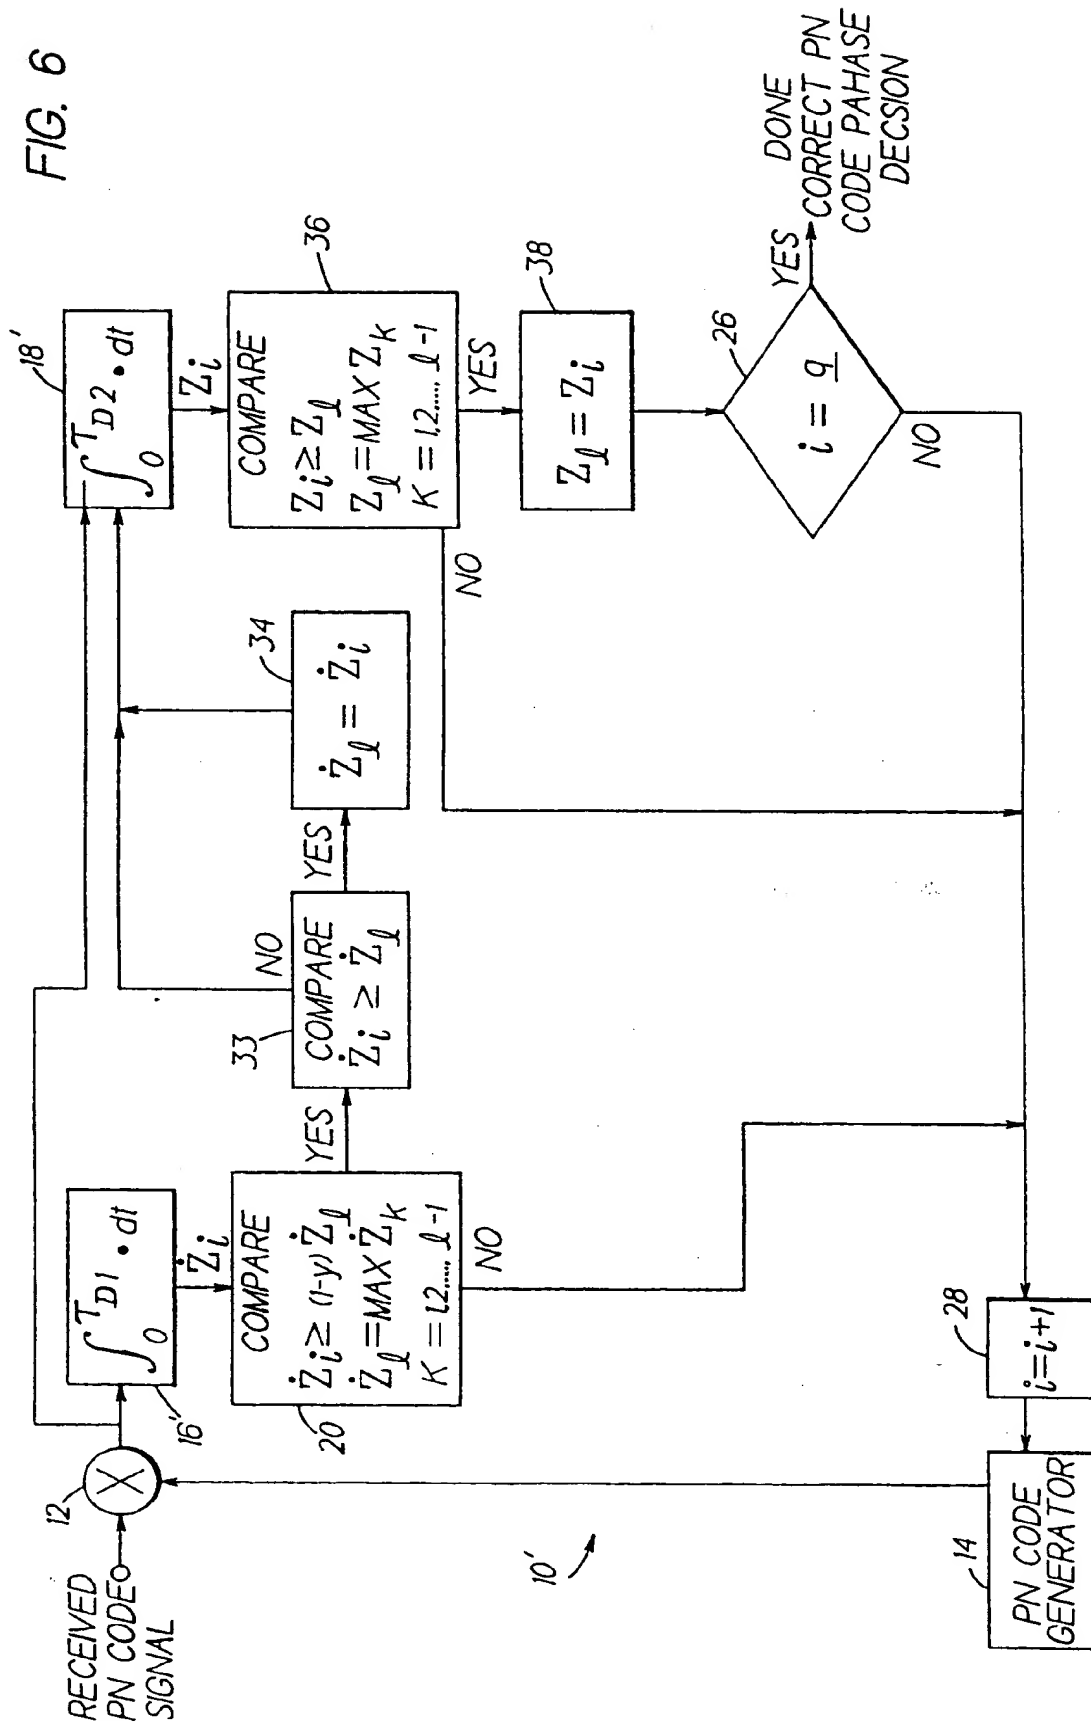 FIG. 6
RECEIVED
PN CODE
SIGNAL
12
X
16'
∫₀^T_D1 • dt
Żi
20
COMPARE
Żi ≥ (1-y) Żℓ
Żℓ = MAX Żk
K = 1,2....., ℓ-1
YES
NO
33
COMPARE
Żi ≥ Żℓ
NO
YES
34
Żℓ = Żi
18'
∫₀^T_D2 • dt
Zi
36
COMPARE
Zi ≥ Zℓ
Zℓ = MAX Zk
K = 1,2....., ℓ-1
NO
YES
38
Zℓ = Zi
26
i = q
YES
NO
DONE
CORRECT PN
CODE PAHASE
DECSION
10'
28
i=i+1
14
PN CODE
GENERATOR